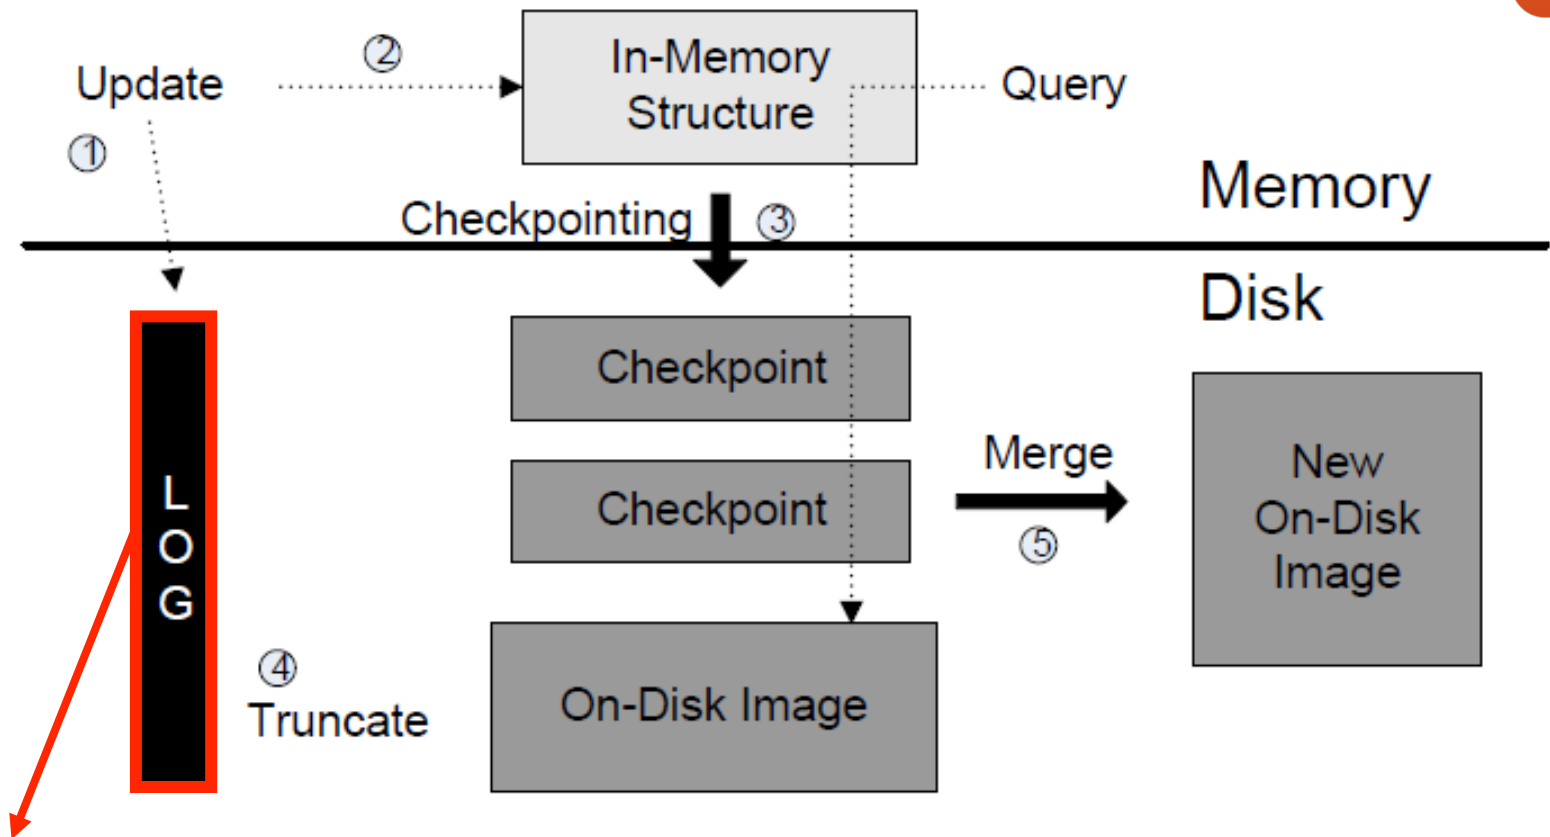 ②
In-Memory
Structure
Update
Query
①
Memory
Checkpointing
③
Disk
Checkpoint
Checkpoint
Merge
⑤
New
On-Disk
Image
L
O
G
④
Truncate
On-Disk Image